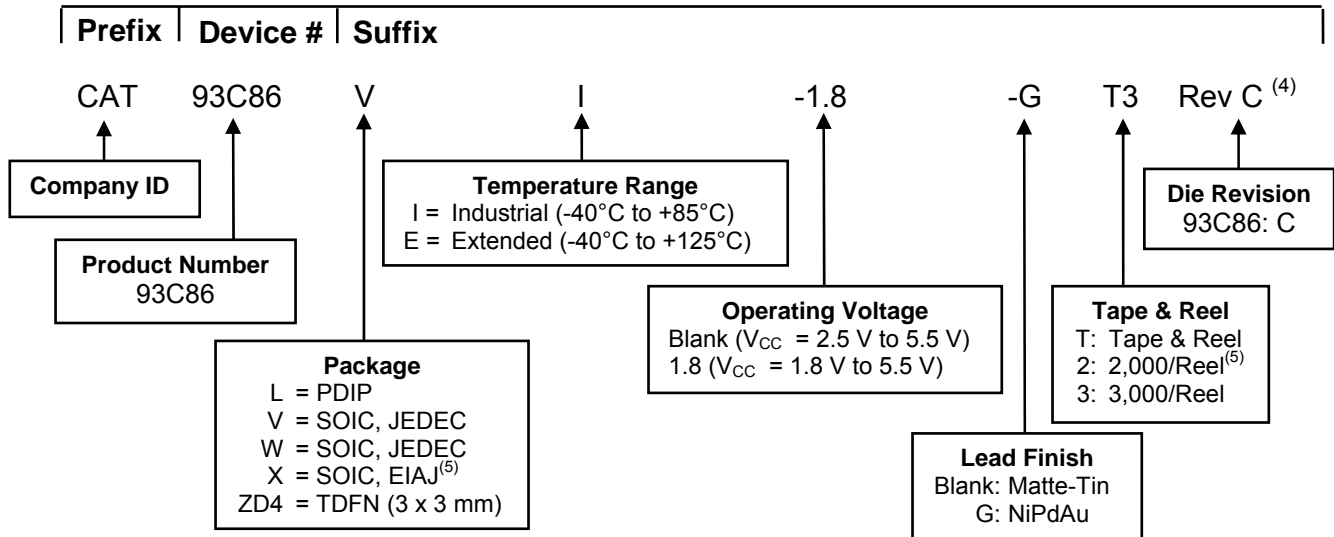 Prefix Device # Suffix
CAT 93C86 V I -1.8 -G T3 Rev C (4)
Company ID
Product Number
93C86
Package
L = PDIP
V = SOIC, JEDEC
W = SOIC, JEDEC
X = SOIC, EIAJ(5)
ZD4 = TDFN (3 x 3 mm)
Temperature Range
I = Industrial (-40°C to +85°C)
E = Extended (-40°C to +125°C)
Operating Voltage
Blank (VCC = 2.5 V to 5.5 V)
1.8 (VCC = 1.8 V to 5.5 V)
Lead Finish
Blank: Matte-Tin
G: NiPdAu
Tape & Reel
T: Tape & Reel
2: 2,000/Reel(5)
3: 3,000/Reel
Die Revision
93C86: C